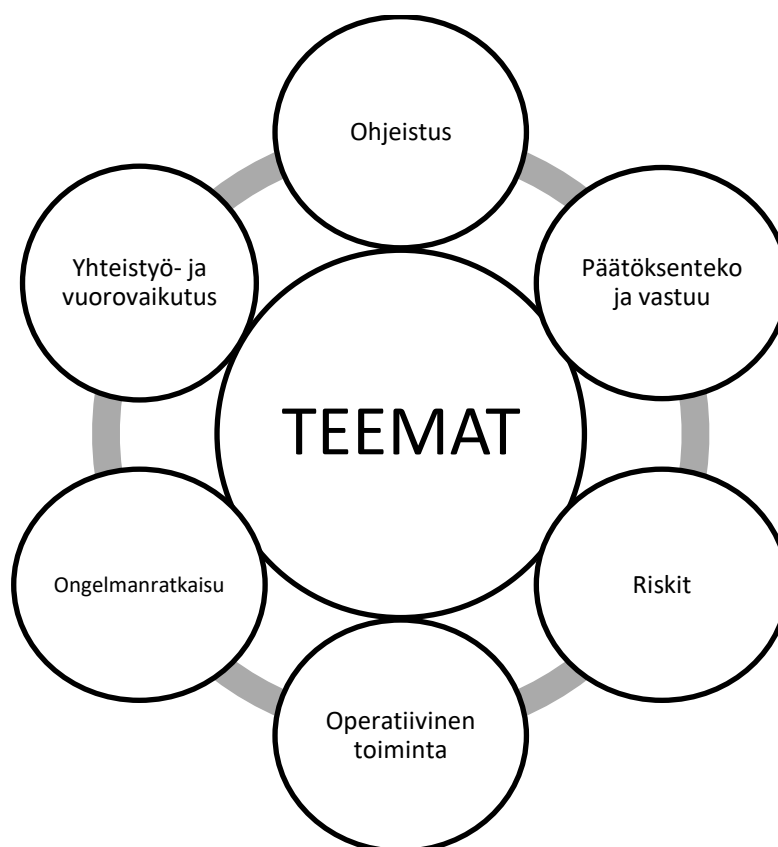 Ohjeistus
Päätöksenteko
ja vastuu
Riskit
Operatiivinen
toiminta
Ongelmanratkaisu
Yhteistyö- ja
vuorovaikutus
TEEMAT